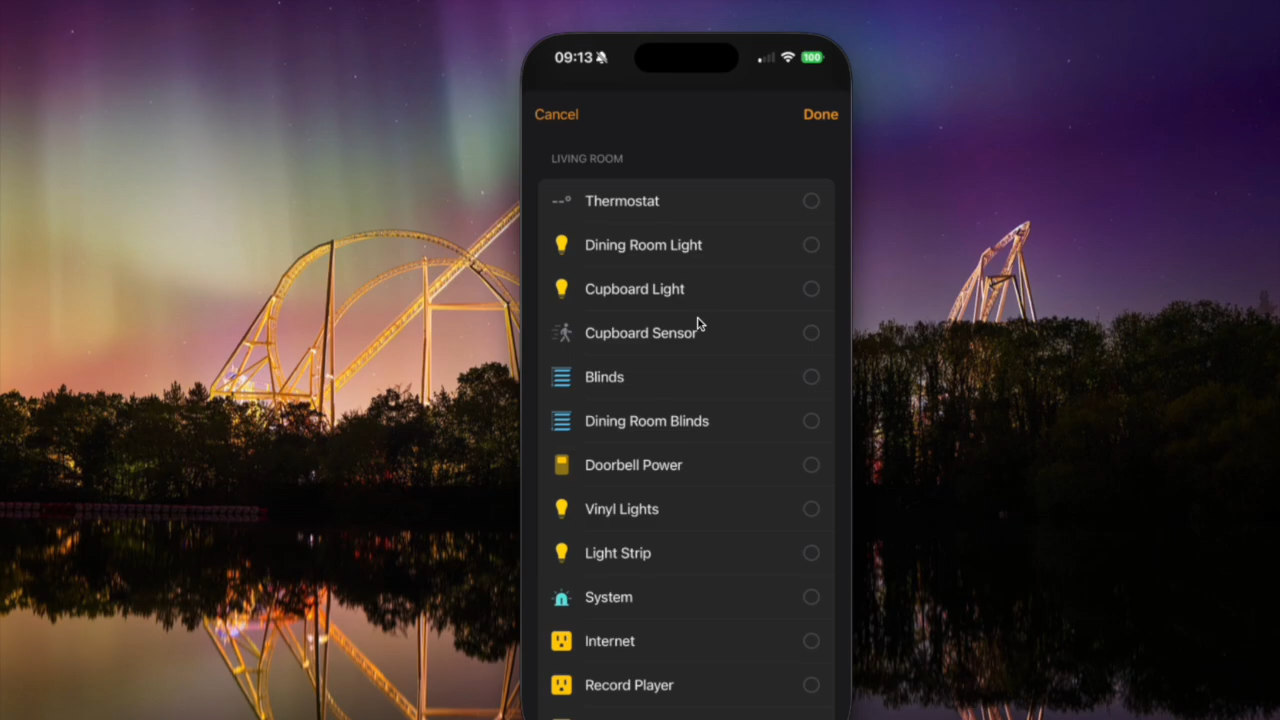 09:13
100
Cancel
Done
LIVING ROOM
--°
Thermostat
Dining Room Light
Cupboard Light
Cupboard Sensor
Blinds
Dining Room Blinds
Doorbell Power
Vinyl Lights
Light Strip
System
Internet
Record Player